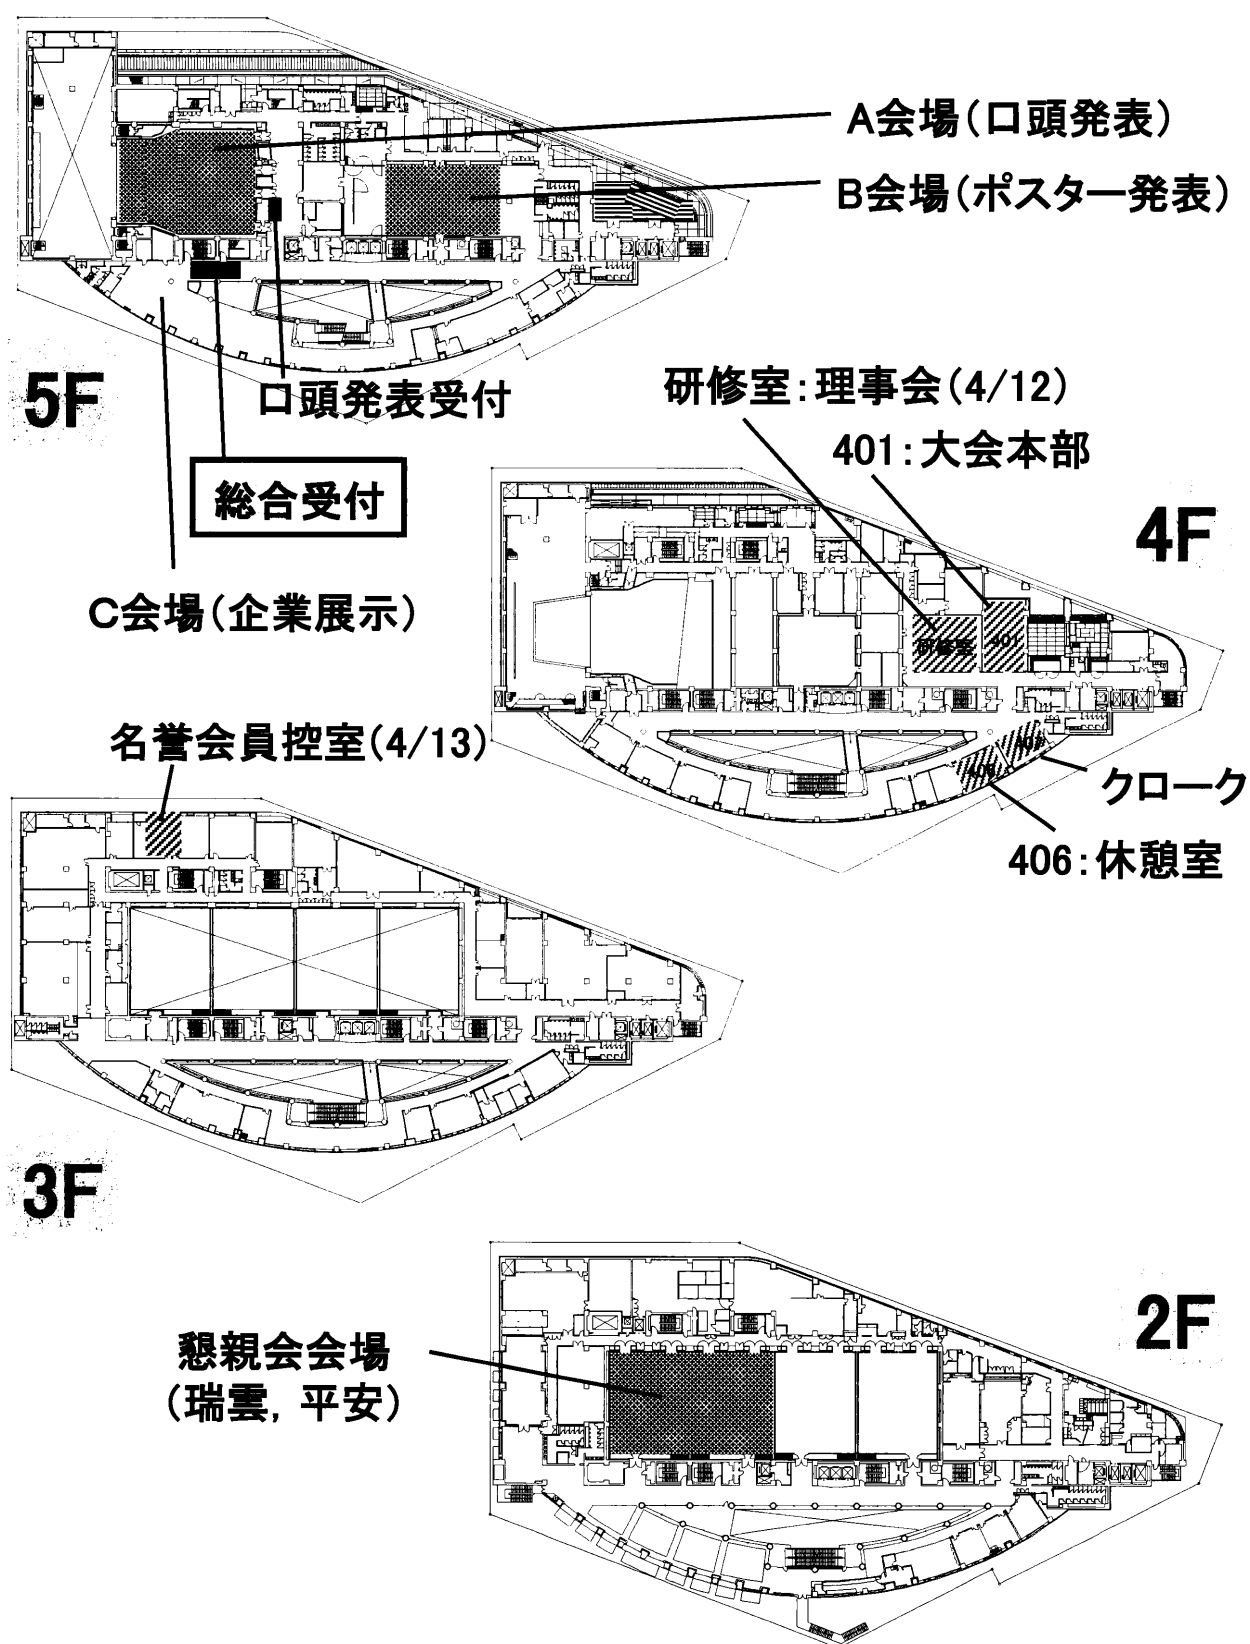 A会場（口頭発表）
B会場（ポスター発表）
5F
口頭発表受付
総合受付
C会場（企業展示）
研修室：理事会（4/12）
401：大会本部
4F
研修室
401
407
406
クローク
406：休憩室
名誉会員控室（4/13）
3F
2F
懇親会会場
（瑞雲，平安）